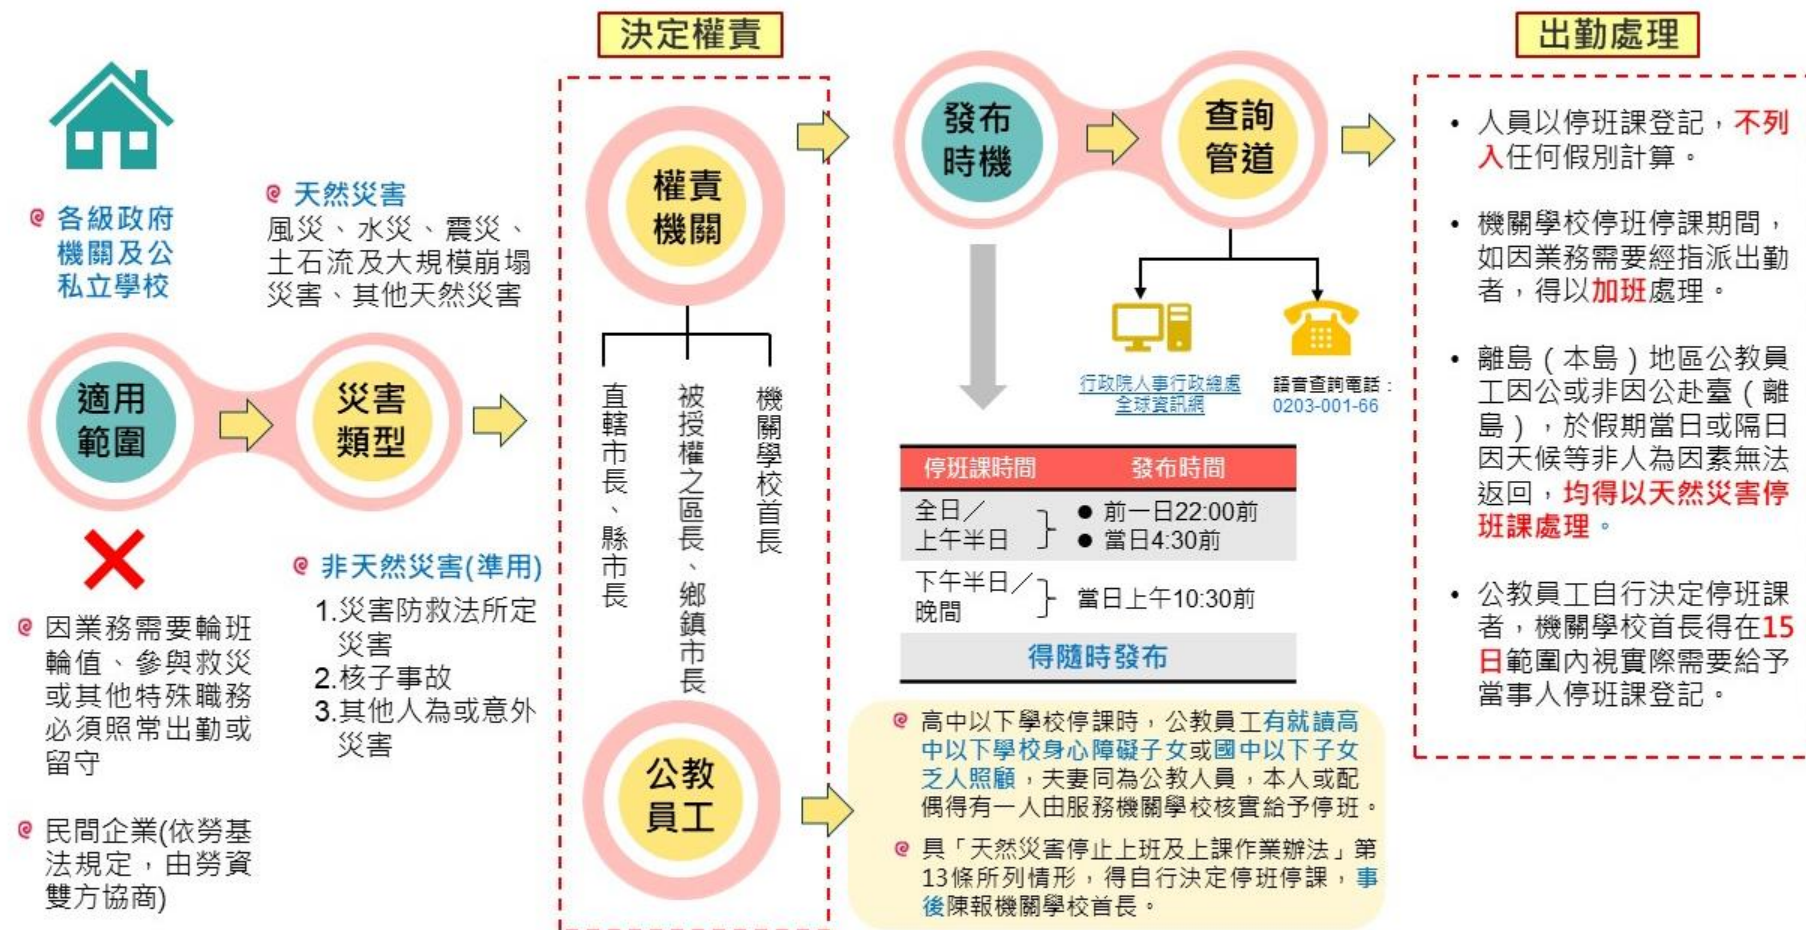 決定權責
出勤處理
各級政府
機關及公
私立學校
天然災害
風災、水災、震災、
土石流及大規模崩塌
災害、其他天然災害
適用
範圍
災害
類型
因業務需要輪班
輪值、參與救災
或其他特殊職務
必須照常出勤或
留守
民間企業(依勞基
法規定，由勞資
雙方協商)
非天然災害(準用)
1.災害防救法所定
災害
2.核子事故
3.其他人為或意外
災害
權責
機關
直轄市長、縣市長
被授權之區長、鄉鎮市長
機關學校首長
公教
員工
發布
時機
查詢
管道
行政院人事行政總處
全球資訊網
語音查詢電話：
0203-001-66
停班課時間 發布時間
全日／
上午半日
● 前一日22:00前
● 當日4:30前
下午半日／
晚間
當日上午10:30前
得隨時發布
高中以下學校停課時，公教員工有就讀高
中以下學校身心障礙子女或國中以下子女
乏人照顧，夫妻同為公教人員，本人或配
偶得有一人由服務機關學校核實給予停班。
具「天然災害停止上班及上課作業辦法」第
13條所列情形，得自行決定停班停課，事
後陳報機關學校首長。
• 人員以停班課登記，不列
入任何假別計算。
• 機關學校停班停課期間，
如因業務需要經指派出勤
者，得以加班處理。
• 離島（本島）地區公教員
工因公或非因公赴臺（離
島），於假期當日或隔日
因天候等非人為因素無法
返回，均得以天然災害停
班課處理。
• 公教員工自行決定停班課
者，機關學校首長得在15
日範圍內視實際需要給予
當事人停班課登記。